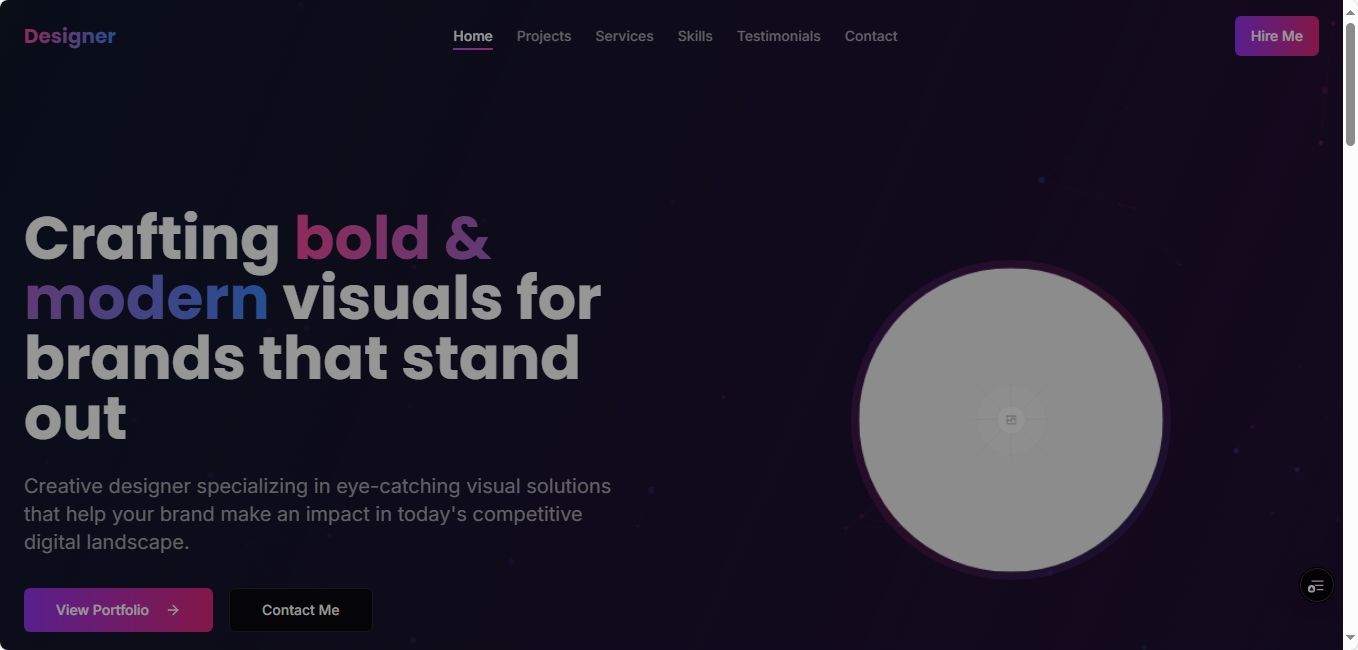 Designer
Home
Projects
Services
Skills
Testimonials
Contact
Hire Me
Crafting bold &
modern visuals for
brands that stand
out
Creative designer specializing in eye-catching visual solutions
that help your brand make an impact in today's competitive
digital landscape.
View Portfolio
Contact Me